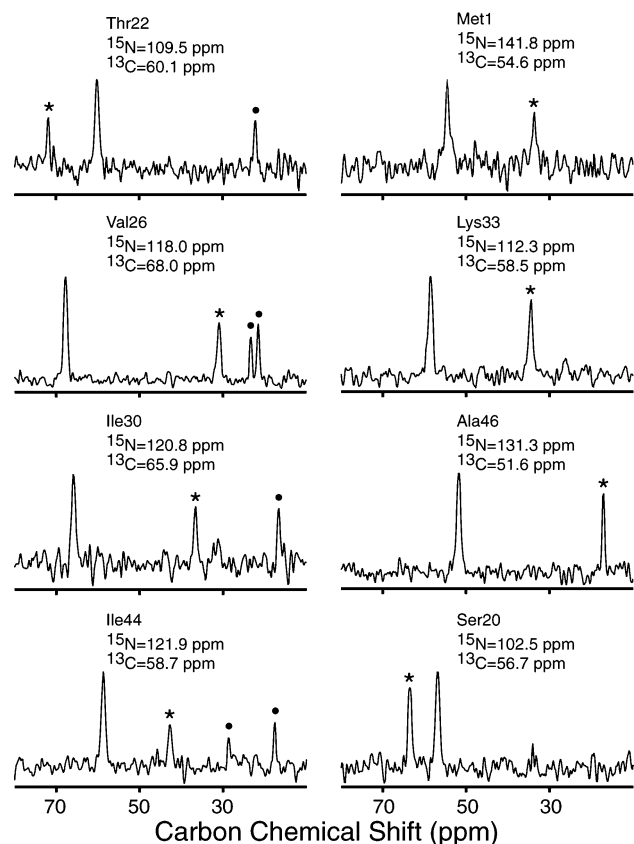 Thr22
15N=109.5 ppm
13C=60.1 ppm
*
•
Met1
15N=141.8 ppm
13C=54.6 ppm
*
Val26
15N=118.0 ppm
13C=68.0 ppm
*
•
•
Lys33
15N=112.3 ppm
13C=58.5 ppm
*
Ile30
15N=120.8 ppm
13C=65.9 ppm
*
•
Ala46
15N=131.3 ppm
13C=51.6 ppm
*
Ile44
15N=121.9 ppm
13C=58.7 ppm
*
•
•
Ser20
15N=102.5 ppm
13C=56.7 ppm
*
70 50 30 70 50 30
Carbon Chemical Shift (ppm)